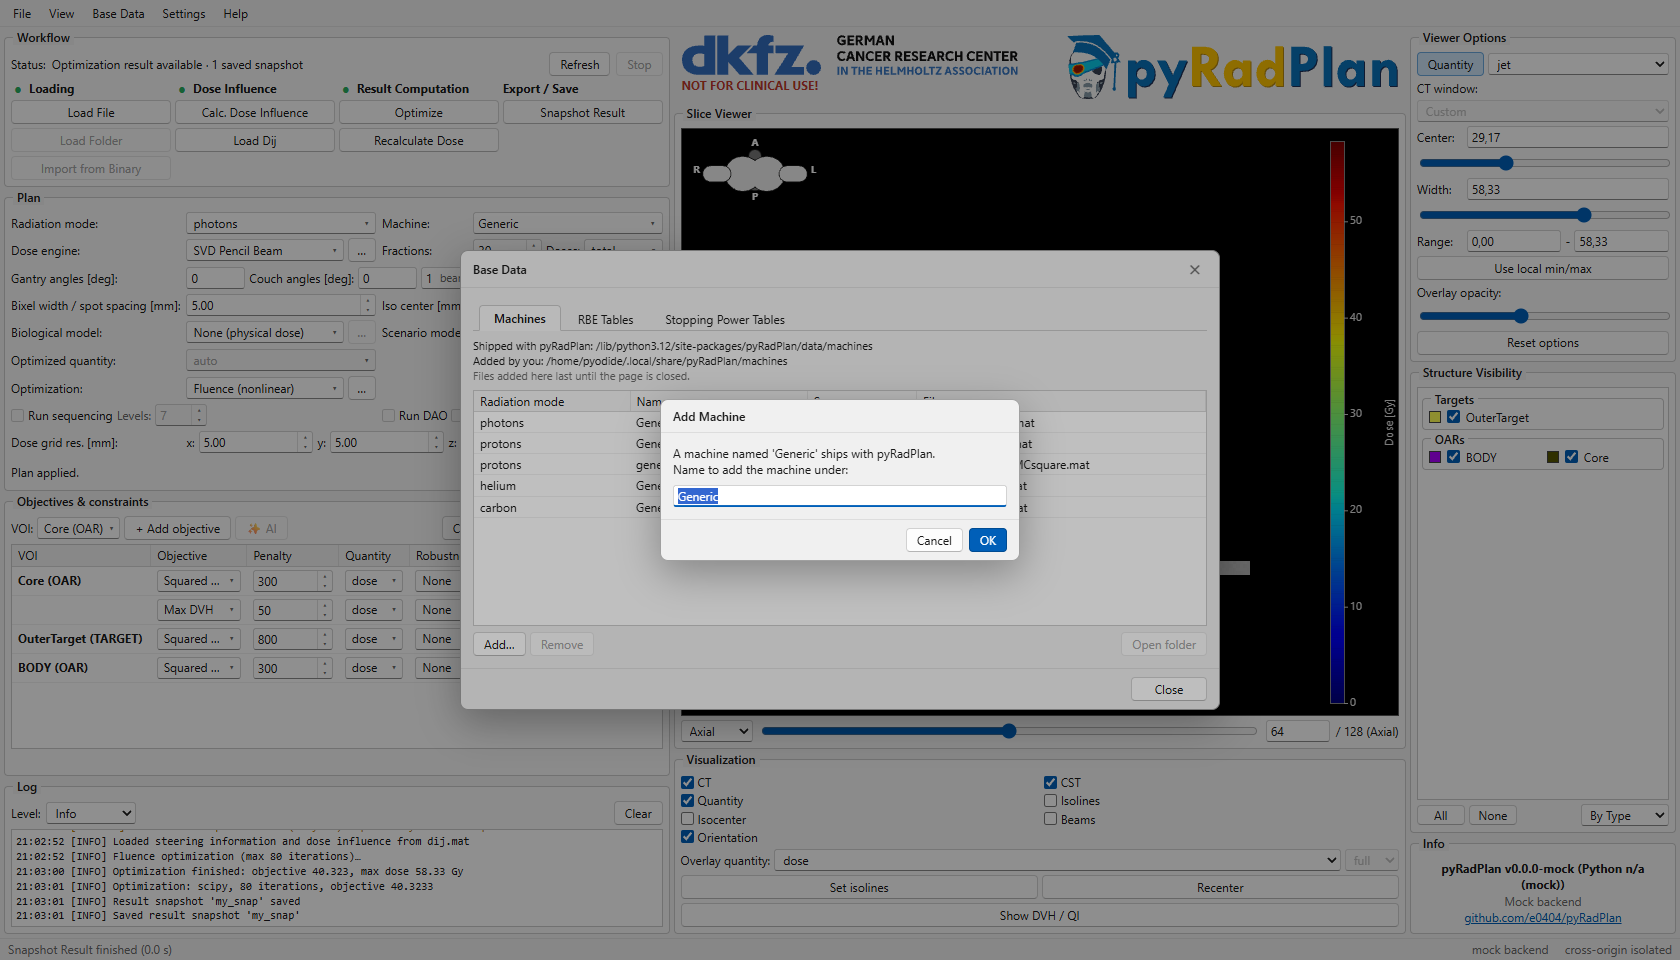 File View Base Data Settings Help
Workflow
Status: Optimization result available · 1 saved snapshot
Refresh
Stop
Loading
Dose Influence
Result Computation
Export / Save
Load File
Calc. Dose Influence
Optimize
Snapshot Result
Load Folder
Load Dij
Recalculate Dose
Import from Binary
Plan
Radiation mode: photons
Machine: Generic
Dose engine: SVD Pencil Beam ...
Fractions:
Gantry angles [deg]: 0
Couch angles [deg]: 0
1
Bixel width / spot spacing [mm]: 5.00
Iso center [mm
Biological model: None (physical dose) ...
Scenario mode
Optimized quantity: auto
Optimization: Fluence (nonlinear) ...
Run sequencing Levels: 7
Run DAO
Dose grid res. [mm]: x: 5.00 y: 5.00 z:
Plan applied.
Objectives & constraints
VOI: Core (OAR) + Add objective ✨ AI C
VOI Objective Penalty Quantity Robustn
Core (OAR) Squared ... 300 dose None
Max DVH 50 dose None
OuterTarget (TARGET) Squared ... 800 dose None
BODY (OAR) Squared ... 300 dose None
Log
Level: Info
Clear
21:02:52 [INFO] Loaded steering information and dose influence from dij.mat
21:02:52 [INFO] Fluence optimization (max 80 iterations)…
21:03:00 [INFO] Optimization finished: objective 40.323, max dose 58.33 Gy
21:03:01 [INFO] Optimization: scipy, 80 iterations, objective 40.3233
21:03:01 [INFO] Result snapshot 'my_snap' saved
21:03:01 [INFO] Saved result snapshot 'my_snap'
Snapshot Result finished (0.0 s)
dkfz.
GERMAN
CANCER RESEARCH CENTER
IN THE HELMHOLTZ ASSOCIATION
NOT FOR CLINICAL USE!
pyRadPlan
Slice Viewer
A
R
L
P
50
40
30
20
10
0
Dose [Gy]
Axial
64
/ 128 (Axial)
Base Data
Machines
RBE Tables
Stopping Power Tables
Shipped with pyRadPlan: /lib/python3.12/site-packages/pyRadPlan/data/machines
Added by you: /home/pyodide/.local/share/pyRadPlan/machines
Files added here last until the page is closed.
Radiation mode
photons
protons
protons
helium
carbon
MCsquare.mat
Add...
Remove
Open folder
Close
Add Machine
A machine named 'Generic' ships with pyRadPlan.
Name to add the machine under:
Generic
Cancel
OK
Visualization
CT
CST
Quantity
Isolines
Isocenter
Beams
Orientation
Overlay quantity: dose
full
Set isolines
Recenter
Show DVH / QI
Viewer Options
Quantity
jet
CT window:
Custom
Center: 29,17
Width: 58,33
Range: 0,00 - 58,33
Use local min/max
Overlay opacity:
Reset options
Structure Visibility
Targets
OuterTarget
OARs
BODY
Core
All
None
By Type
Info
pyRadPlan v0.0.0-mock (Python n/a
(mock))
Mock backend
github.com/e0404/pyRadPlan
mock backend
cross-origin isolated